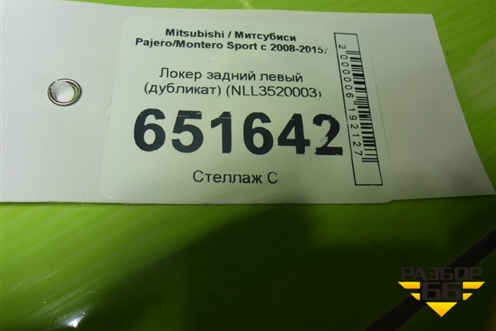 Mitsubishi / Митсубиси
Pajero/Montero Sport с 2008-2015г
Локер задний левый
(дубликат) (NLL3520003)
651642
Стеллаж С
2000006192127
РАЗБОР
66